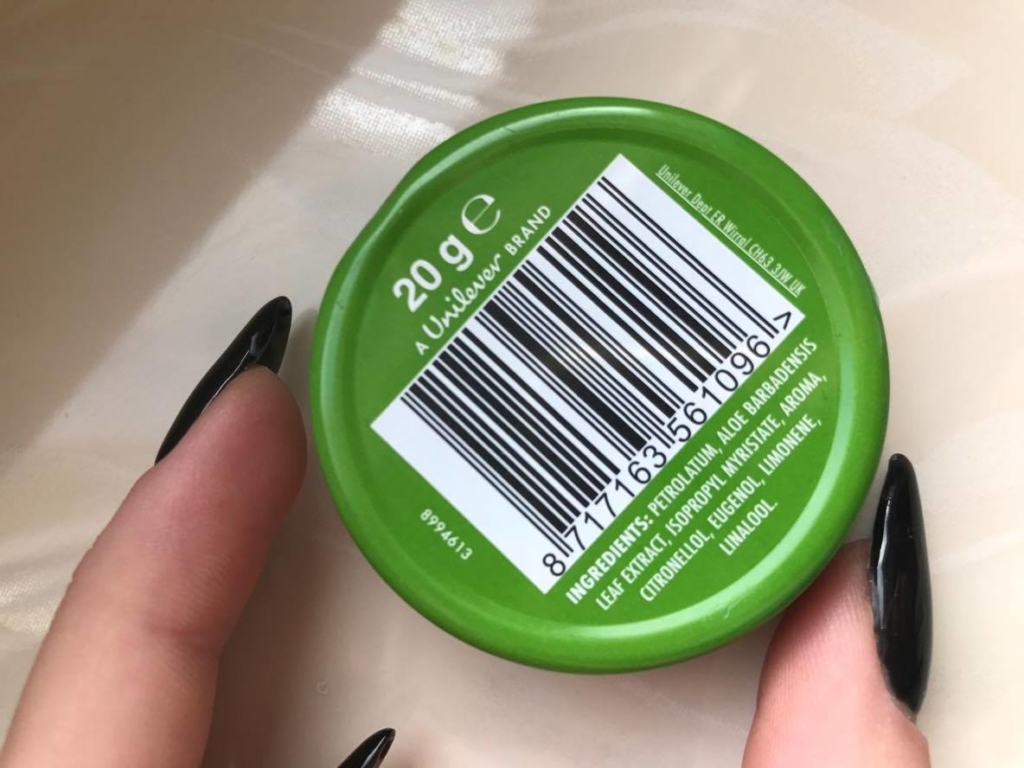 20 g ℮
A Unilever BRAND
Unilever Dept ER Wirral CH63 3JW UK
8 717163 561096 >
8994613
INGREDIENTS: PETROLATUM, ALOE BARBADENSIS
LEAF EXTRACT, ISOPROPYL MYRISTATE, AROMA,
CITRONELLOL, EUGENOL, LIMONENE,
LINALOOL.